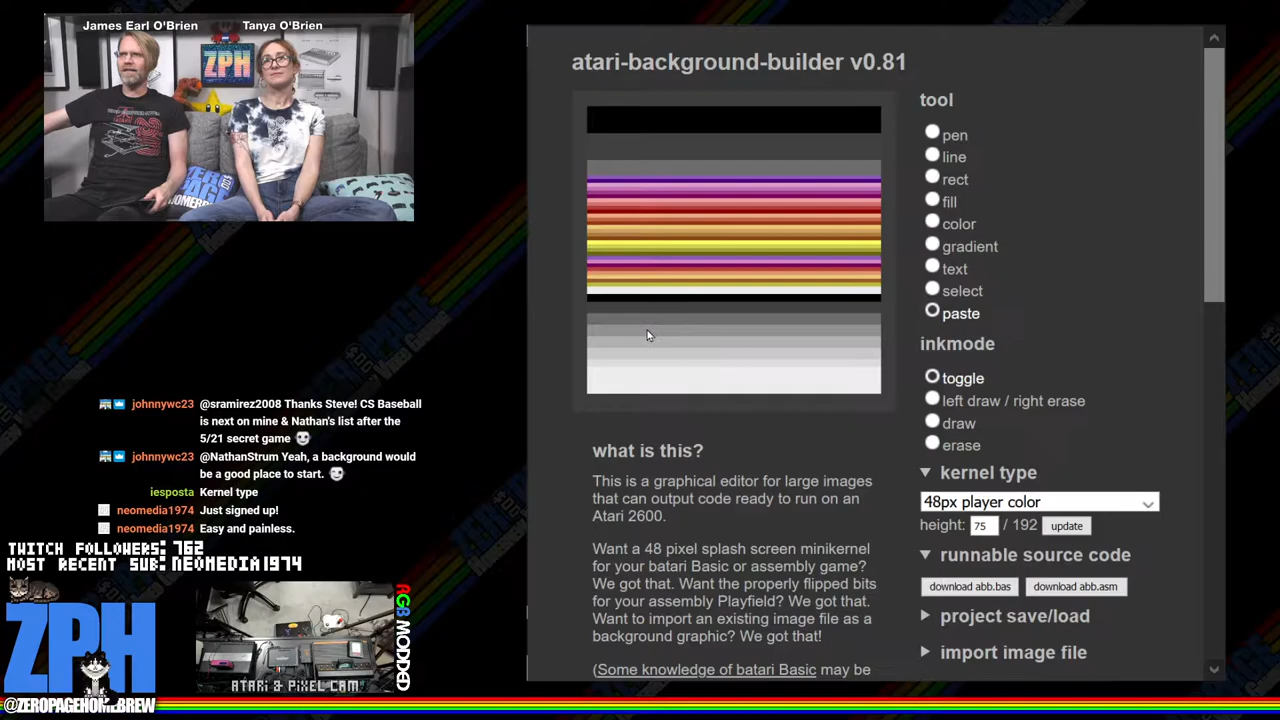 James Earl O'Brien
Tanya O'Brien
ZPH
johnnywc23 @sramirez2008 Thanks Steve! CS Baseball
is next on mine & Nathan's list after the
5/21 secret game
johnnywc23 @NathanStrum Yeah, a background would
be a good place to start.
iesposta Kernel type
neomedia1974 Just signed up!
neomedia1974 Easy and painless.
TWITCH FOLLOWERS: 762
MOST RECENT SUB: NEOMEDIA1974
ZPH
RGB MODDED
ATARI & PIXEL CAM
@ZEROPAGEHOMEBREW
atari-background-builder v0.81
tool
pen
line
rect
fill
color
gradient
text
select
paste
inkmode
toggle
left draw / right erase
draw
erase
kernel type
48px player color
height: 75 / 192 update
runnable source code
download abb.bas download abb.asm
project save/load
import image file
what is this?
This is a graphical editor for large images
that can output code ready to run on an
Atari 2600.
Want a 48 pixel splash screen minikernel
for your batari Basic or assembly game?
We got that. Want the properly flipped bits
for your assembly Playfield? We got that.
Want to import an existing image file as a
background graphic? We got that!
(Some knowledge of batari Basic may be